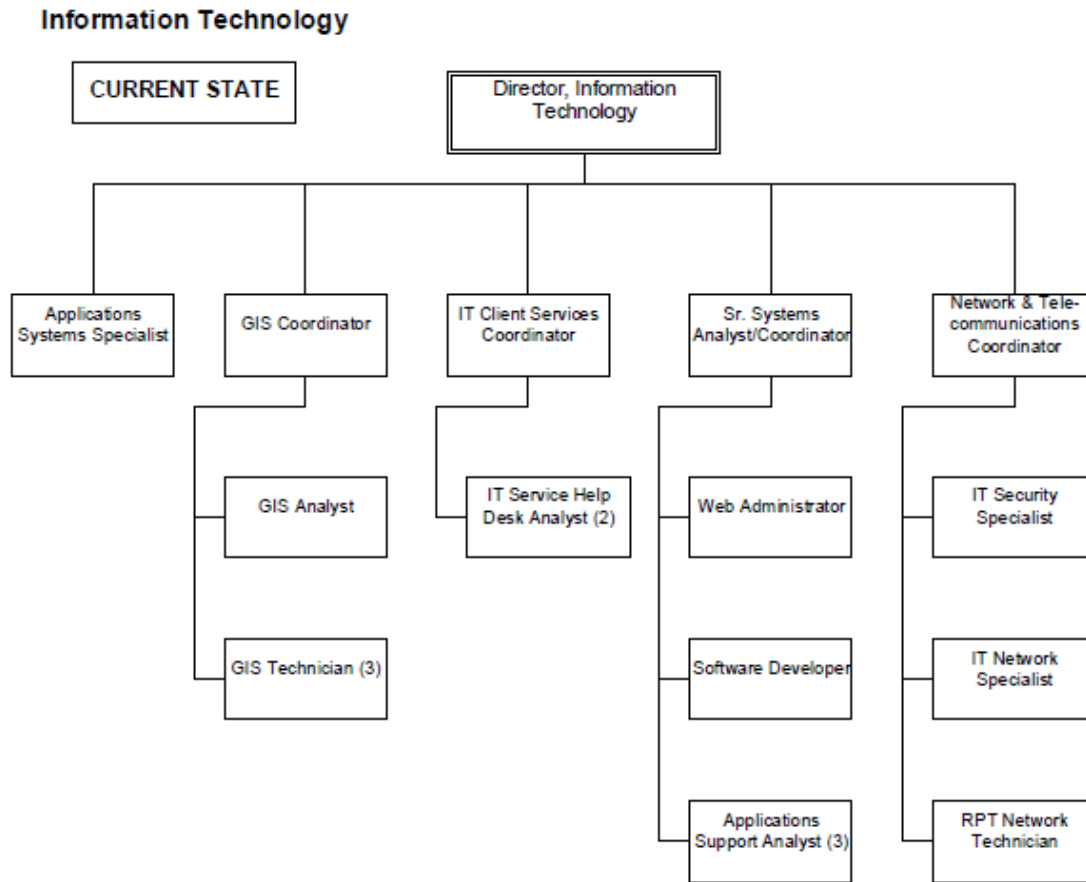 Information Technology
CURRENT STATE
Director, Information
Technology
Applications
Systems Specialist
GIS Coordinator
IT Client Services
Coordinator
Sr. Systems
Analyst/Coordinator
Network & Tele-
communications
Coordinator
GIS Analyst
IT Service Help
Desk Analyst (2)
Web Administrator
IT Security
Specialist
GIS Technician (3)
Software Developer
IT Network
Specialist
Applications
Support Analyst (3)
RPT Network
Technician